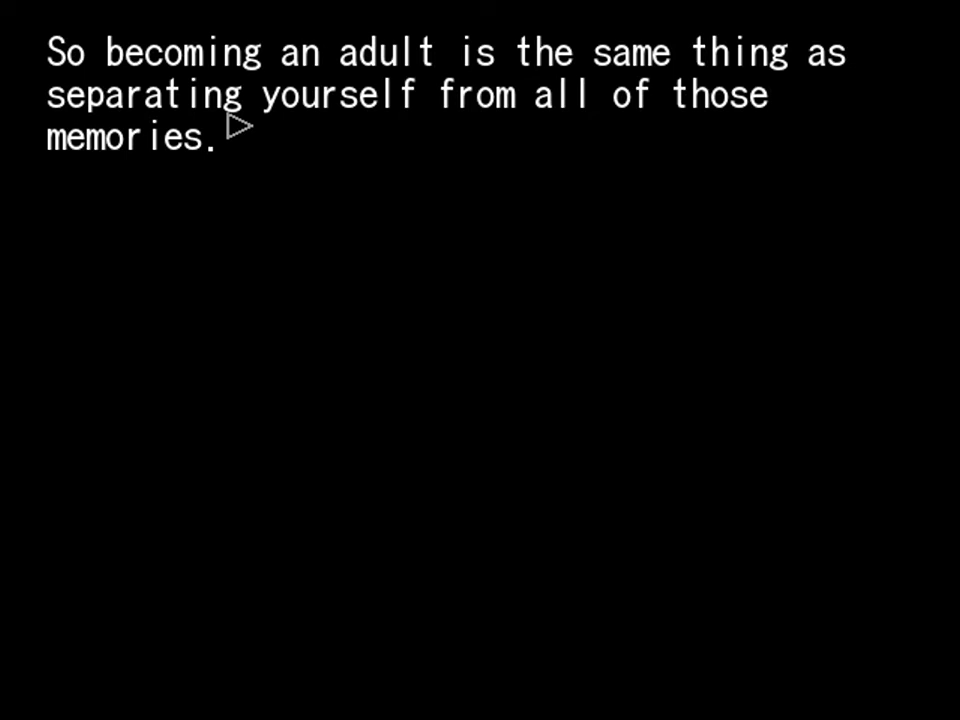 So becoming an adult is the same thing as
separating yourself from all of those
memories.